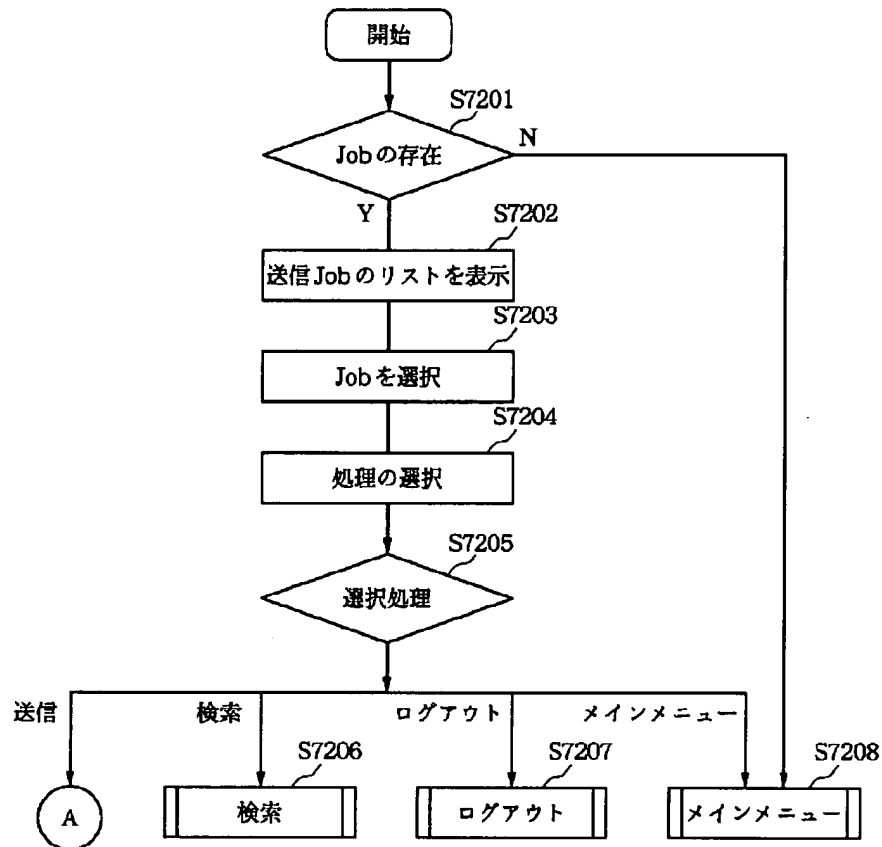 開始
S7201
Jobの存在
N
Y
S7202
送信Jobのリストを表示
S7203
Jobを選択
S7204
処理の選択
S7205
選択処理
送信
検索
ログアウト
メインメニュー
S7206
S7207
S7208
A
検索
ログアウト
メインメニュー